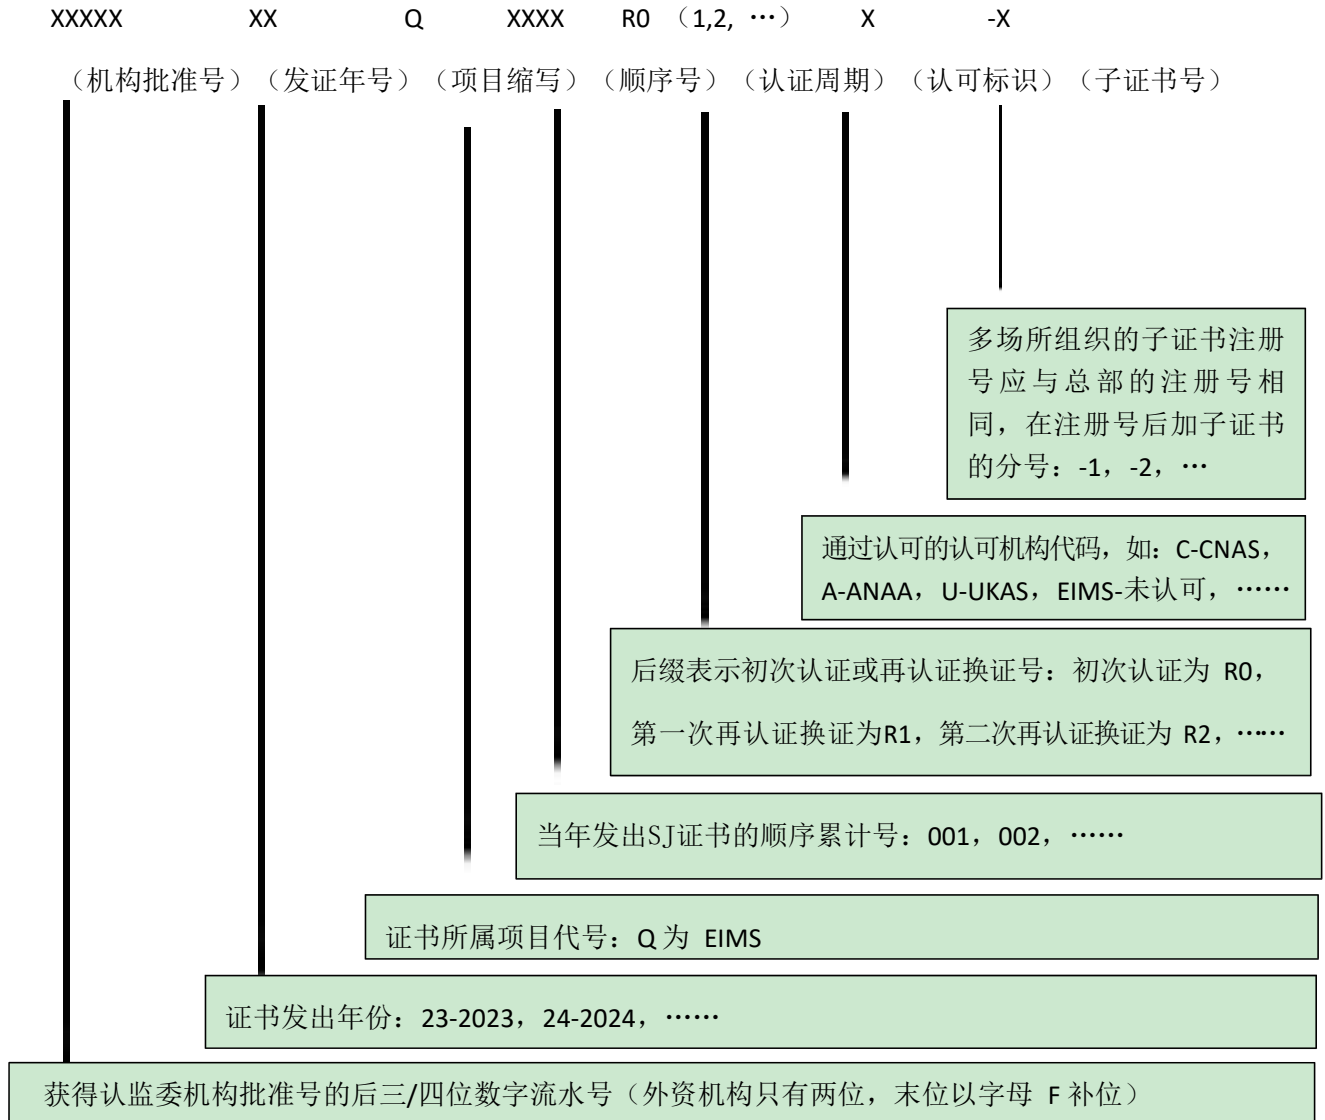 XXXXX XX Q XXXX R0 （1,2, …） X -X
（机构批准号）（发证年号）（项目缩写）（顺序号）（认证周期）（认可标识）（子证书号）
多场所组织的子证书注册
号应与总部的注册号相
同，在注册号后加子证书
的分号：-1，-2，…
通过认可的认可机构代码，如：C-CNAS，
A-ANAA，U-UKAS，EIMS-未认可，……
后缀表示初次认证或再认证换证号：初次认证为 R0，
第一次再认证换证为R1，第二次再认证换证为 R2，……
当年发出SJ证书的顺序累计号：001，002，……
证书所属项目代号：Q 为 EIMS
证书发出年份：23-2023，24-2024，……
获得认监委机构批准号的后三/四位数字流水号（外资机构只有两位，末位以字母 F 补位）